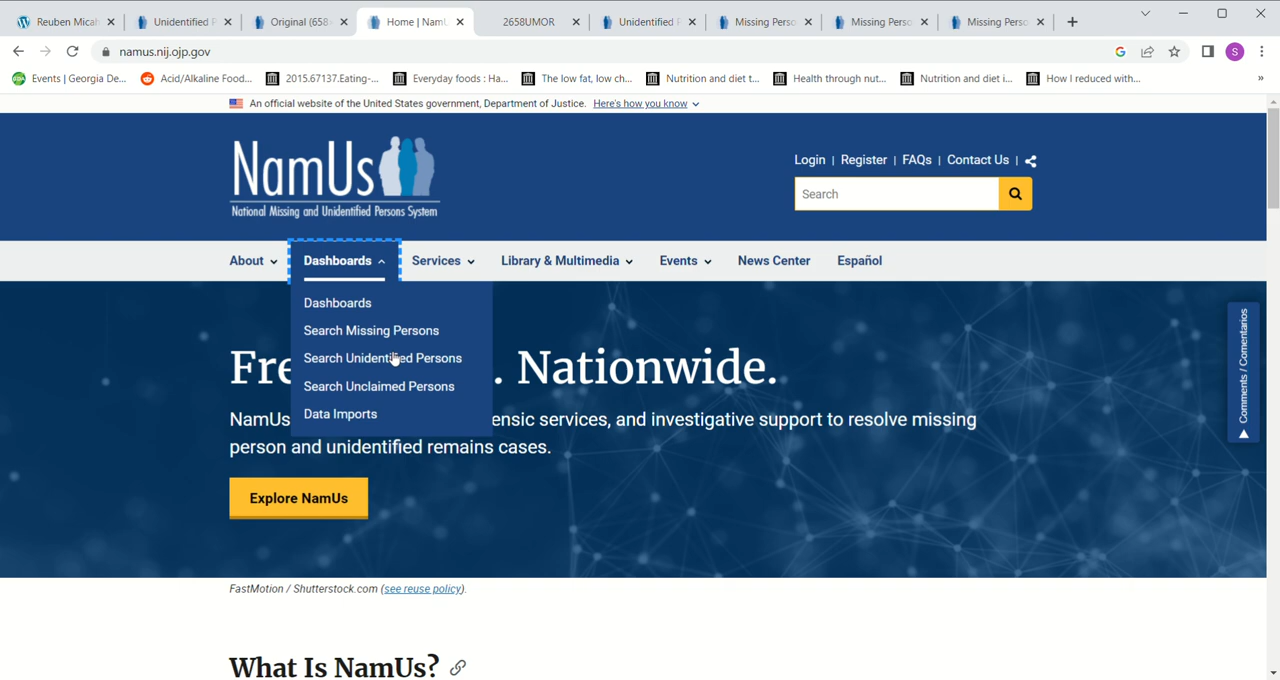 Reuben Micah
Unidentified P
Original (658
Home | NamU
2658UMOR
Unidentified
Missing Perso
Missing Perso
Missing Perso
namus.nij.ojp.gov
S
Events | Georgia De...
Acid/Alkaline Food...
2015.67137.Eating-...
Everyday foods : Ha...
The low fat, low ch...
Nutrition and diet t...
Health through nut...
Nutrition and diet i...
How I reduced with...
»
An official website of the United States government, Department of Justice. Here's how you know
NamUs
National Missing and Unidentified Persons System
Login | Register | FAQs | Contact Us |
Search
About
Dashboards
Services
Library & Multimedia
Events
News Center
Español
Dashboards
Search Missing Persons
Search Unidentified Persons
Search Unclaimed Persons
Data Imports
Fre . Nationwide.
NamUs ensic services, and investigative support to resolve missing
person and unidentified remains cases.
Explore NamUs
Comments / Comentarios
FastMotion / Shutterstock.com (see reuse policy).
What Is NamUs?